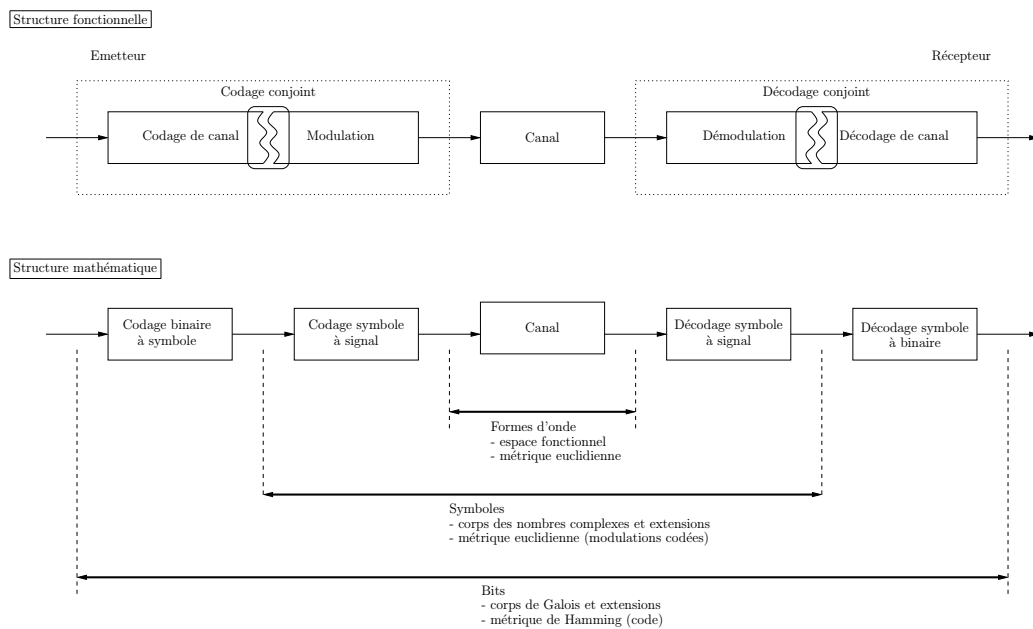 Structure fonctionnelle
Emetteur
Récepteur
Codage conjoint
Décodage conjoint
Codage de canal
Modulation
Canal
Démodulation
Décodage de canal
Structure mathématique
Codage binaire
à symbole
Codage symbole
à signal
Canal
Décodage symbole
à signal
Décodage symbole
à binaire
Formes d'onde
- espace fonctionnel
- métrique euclidienne
Symboles
- corps des nombres complexes et extensions
- métrique euclidienne (modulations codées)
Bits
- corps de Galois et extensions
- métrique de Hamming (code)